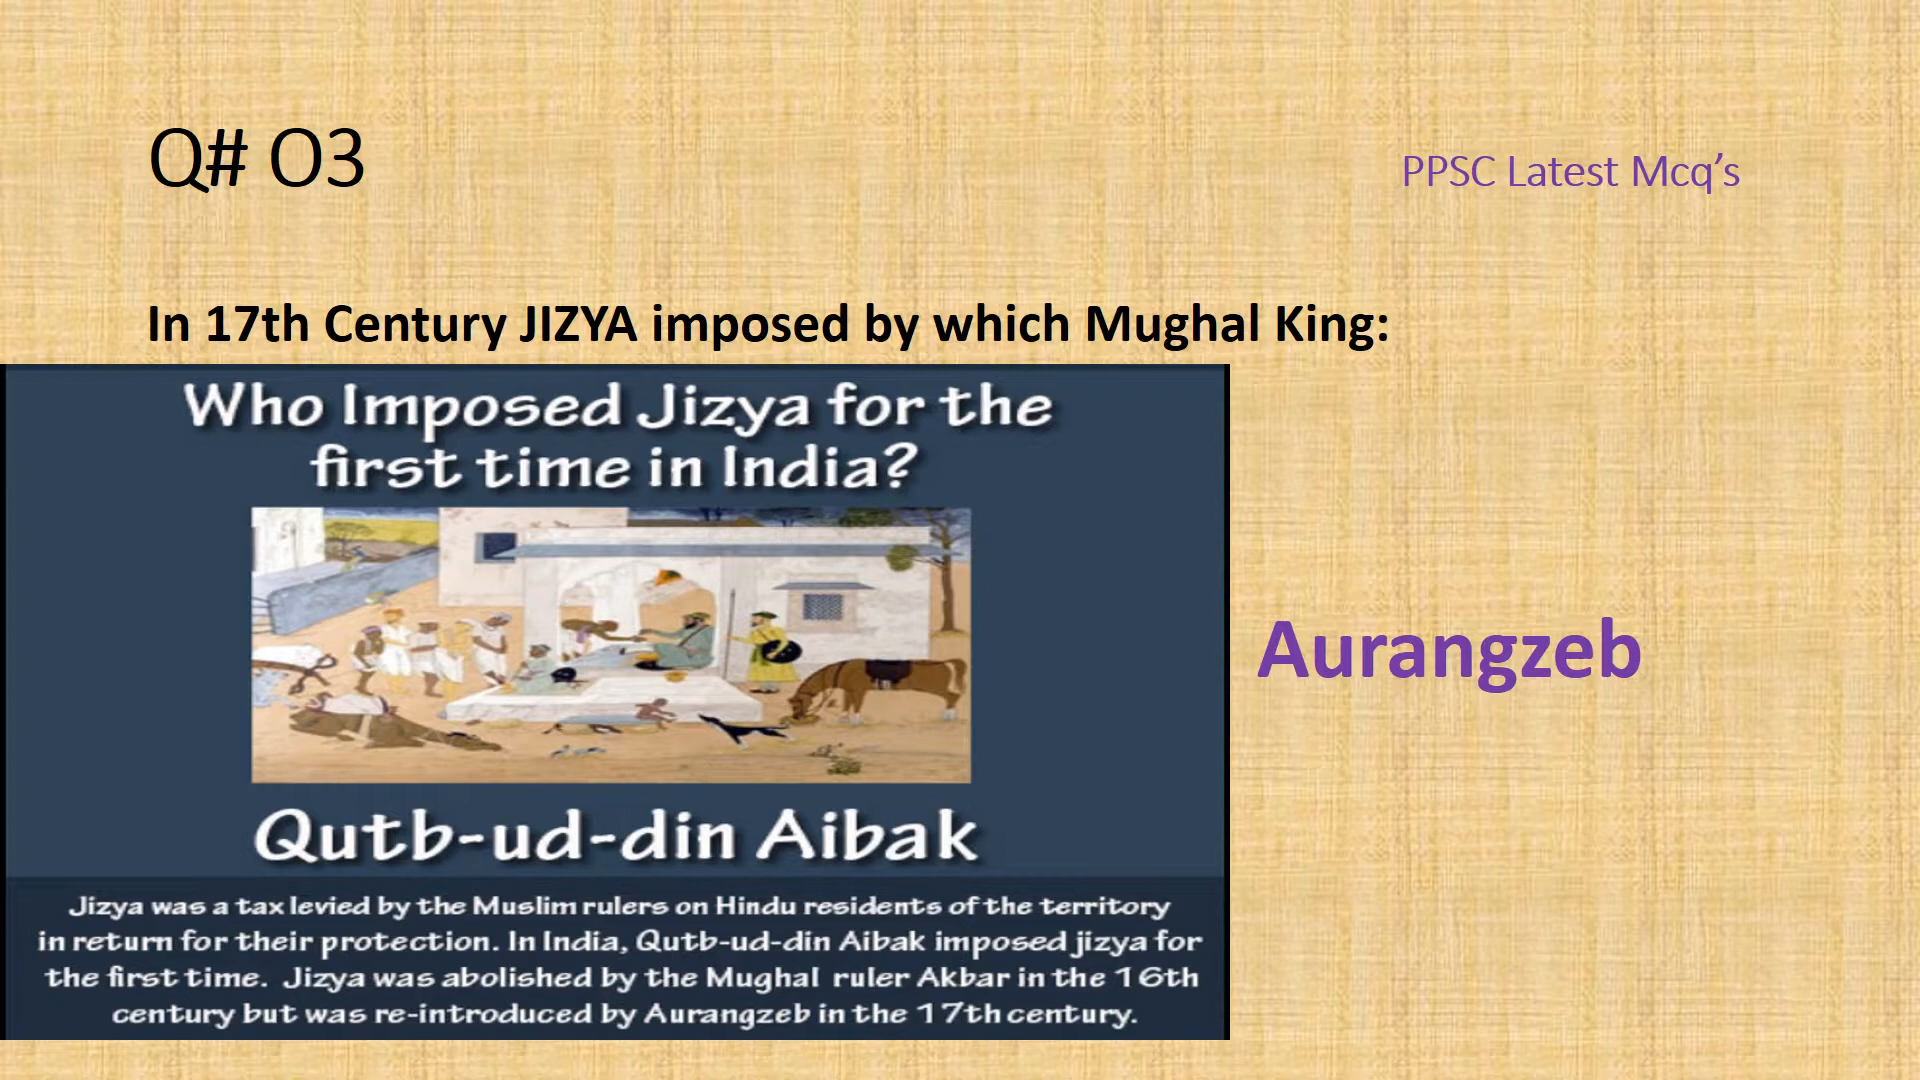 Q# O3
PPSC Latest Mcq’s
In 17th Century JIZYA imposed by which Mughal King:
Who Imposed Jizya for the
first time in India?
Qutb-ud-din Aibak
Jizya was a tax levied by the Muslim rulers on Hindu residents of the territory
in return for their protection. In India, Qutb-ud-din Aibak imposed jizya for
the first time. Jizya was abolished by the Mughal ruler Akbar in the 16th
century but was re-introduced by Aurangzeb in the 17th century.
Aurangzeb